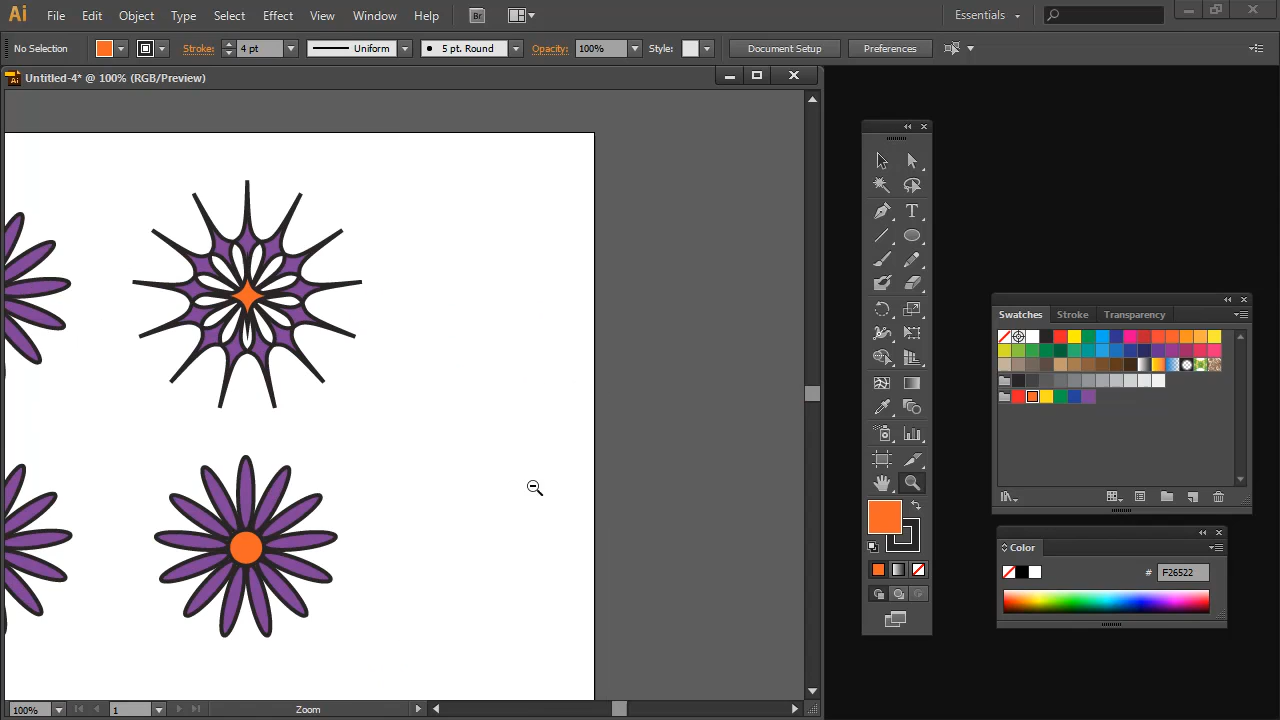 Ai File Edit Object Type Select Effect View Window Help Br Essentials
No Selection Stroke: 4 pt Uniform 5 pt. Round Opacity: 100% Style: Document Setup Preferences
Untitled-4* @ 100% (RGB/Preview)
T
Swatches Stroke Transparency
Color
# F26522
100% 1 Zoom